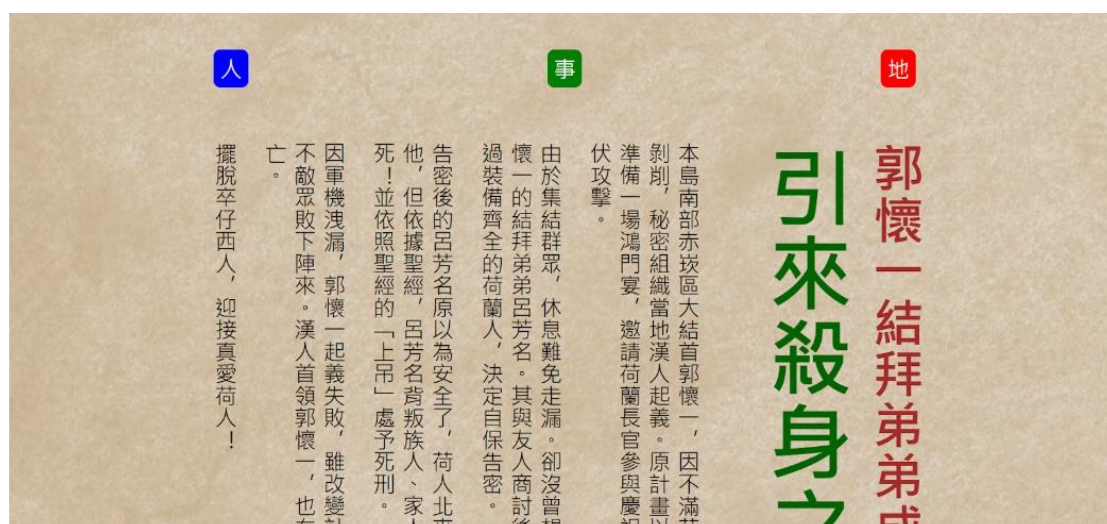 地
事
人
郭懷一結拜弟弟成
引來殺身之
本島南部赤崁區大結首郭懷一，因不滿
剝削，秘密組織當地漢人起義。原計畫以
準備一場鴻門宴，邀請荷蘭長官參與慶祝
伏攻擊。
由於集結群眾，休息難免走漏。卻沒曾想
懷一的結拜弟弟呂芳名。其與友人商討後
過裝備齊全的荷蘭人，決定自保告密。
告密後的呂芳名原以為安全了，荷人北
他，但依據聖經，呂芳名背叛族人、家人
死！並依照聖經的「上吊」處予死刑。
因軍機洩漏，郭懷一起義失敗，雖改變計
不敵眾敗下陣來。漢人首領郭懷一，也在
亡。
擺脫卒仔西人，迎接真愛荷人！